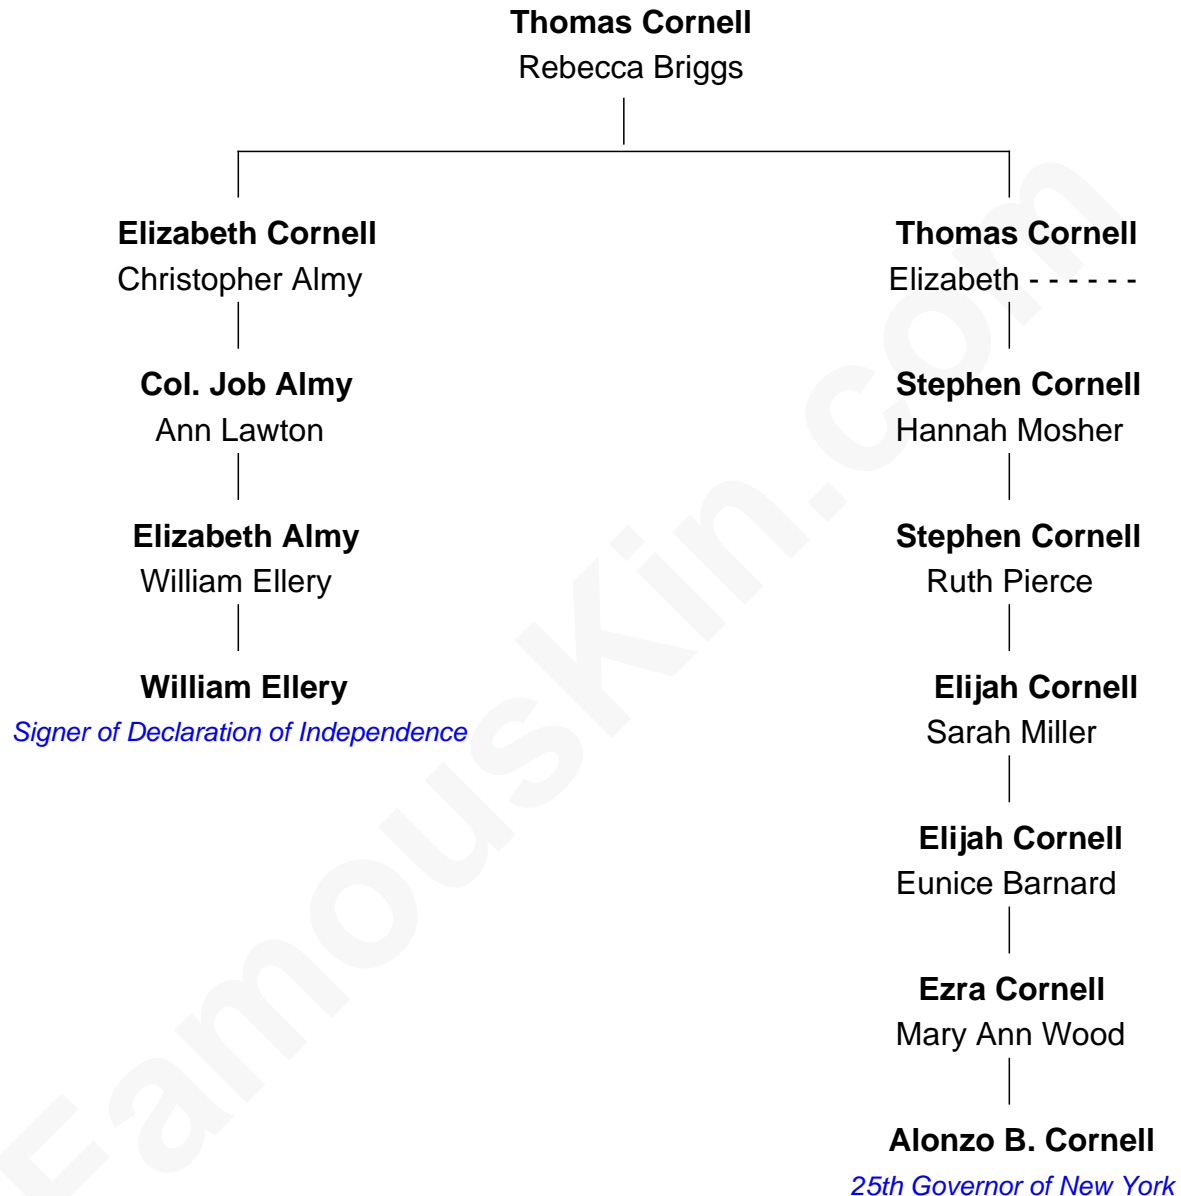 Thomas Cornell
Rebecca Briggs
Elizabeth Cornell
Christopher Almy
Col. Job Almy
Ann Lawton
Elizabeth Almy
William Ellery
William Ellery
Signer of Declaration of Independence
Thomas Cornell
Elizabeth - - - - - -
Stephen Cornell
Hannah Mosher
Stephen Cornell
Ruth Pierce
Elijah Cornell
Sarah Miller
Elijah Cornell
Eunice Barnard
Ezra Cornell
Mary Ann Wood
Alonzo B. Cornell
25th Governor of New York
FamousKin.com